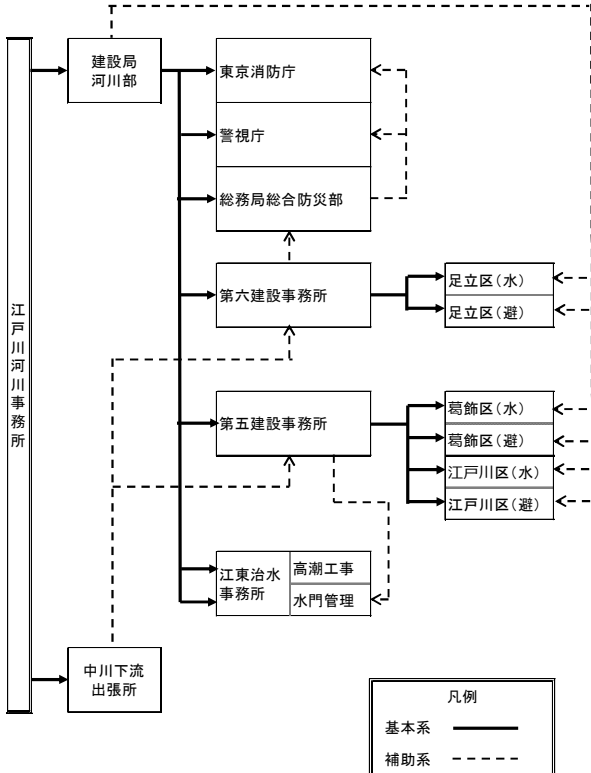 江戸川河川事務所
建設局
河川部
東京消防庁
警視庁
総務局総合防災部
第六建設事務所
足立区(水)
足立区(避)
第五建設事務所
葛飾区(水)
葛飾区(避)
江戸川区(水)
江戸川区(避)
江東治水
事務所
高潮工事
水門管理
中川下流
出張所
凡例
基本系
補助系